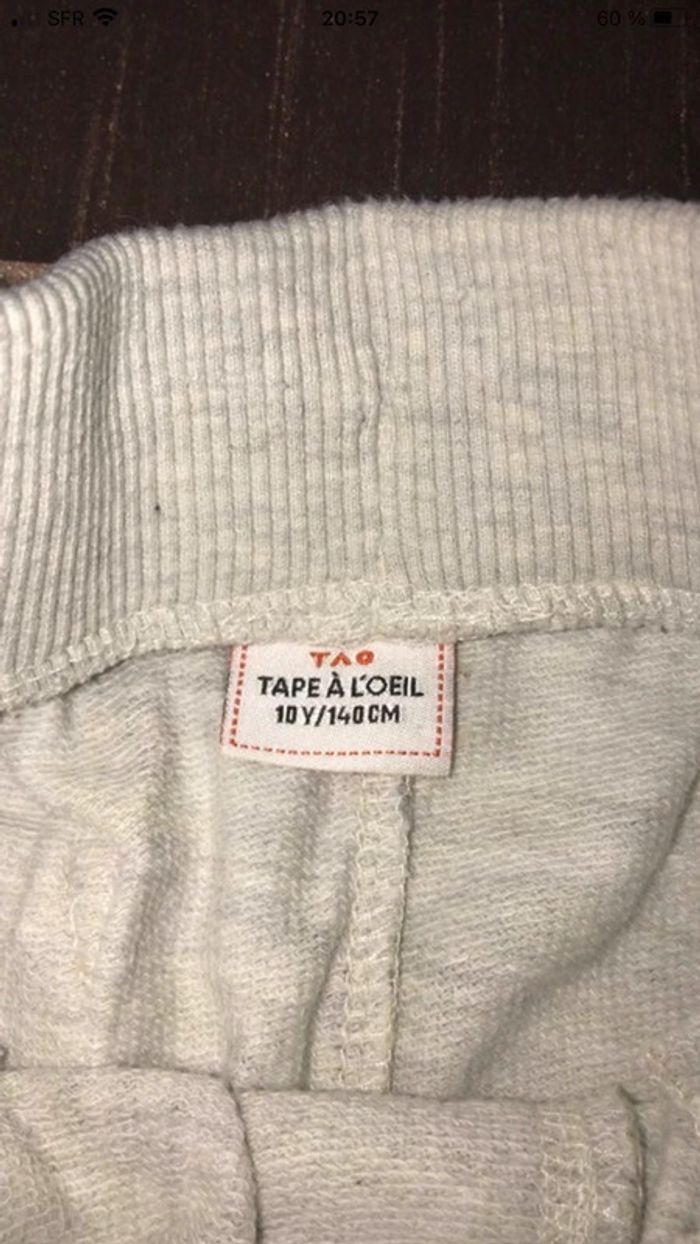 SFR 20:57 60 %
TAO
TAPE À L'OEIL
10Y/140CM